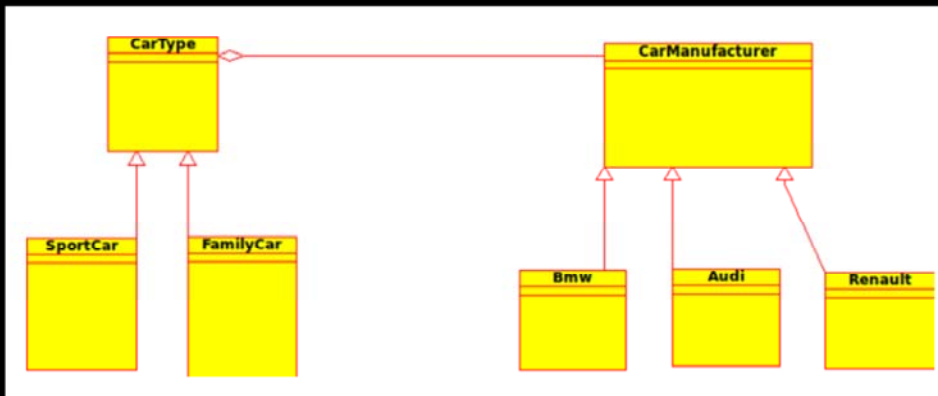 CarType
CarManufacturer
SportCar
FamilyCar
Bmw
Audi
Renault